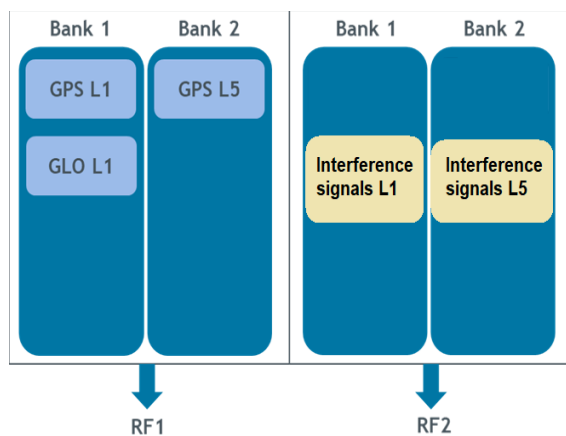 Bank 1 Bank 2 Bank 1 Bank 2
GPS L1 GPS L5
GLO L1
Interference
signals L1
Interference
signals L5
RF1 RF2